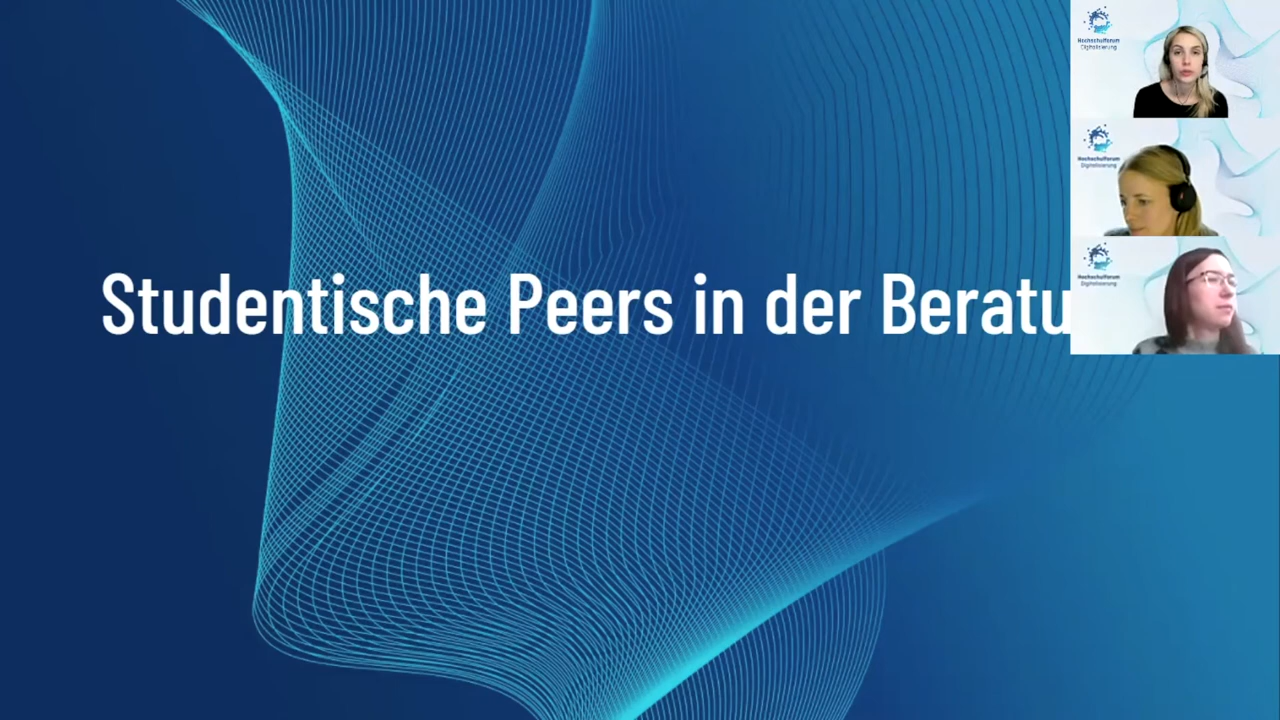 Studentische Peers in der Beratu
Hochschulforum
Digitalisierung
Hochschulforum
Digitalisierung
Hochschulforum
Digitalisierung